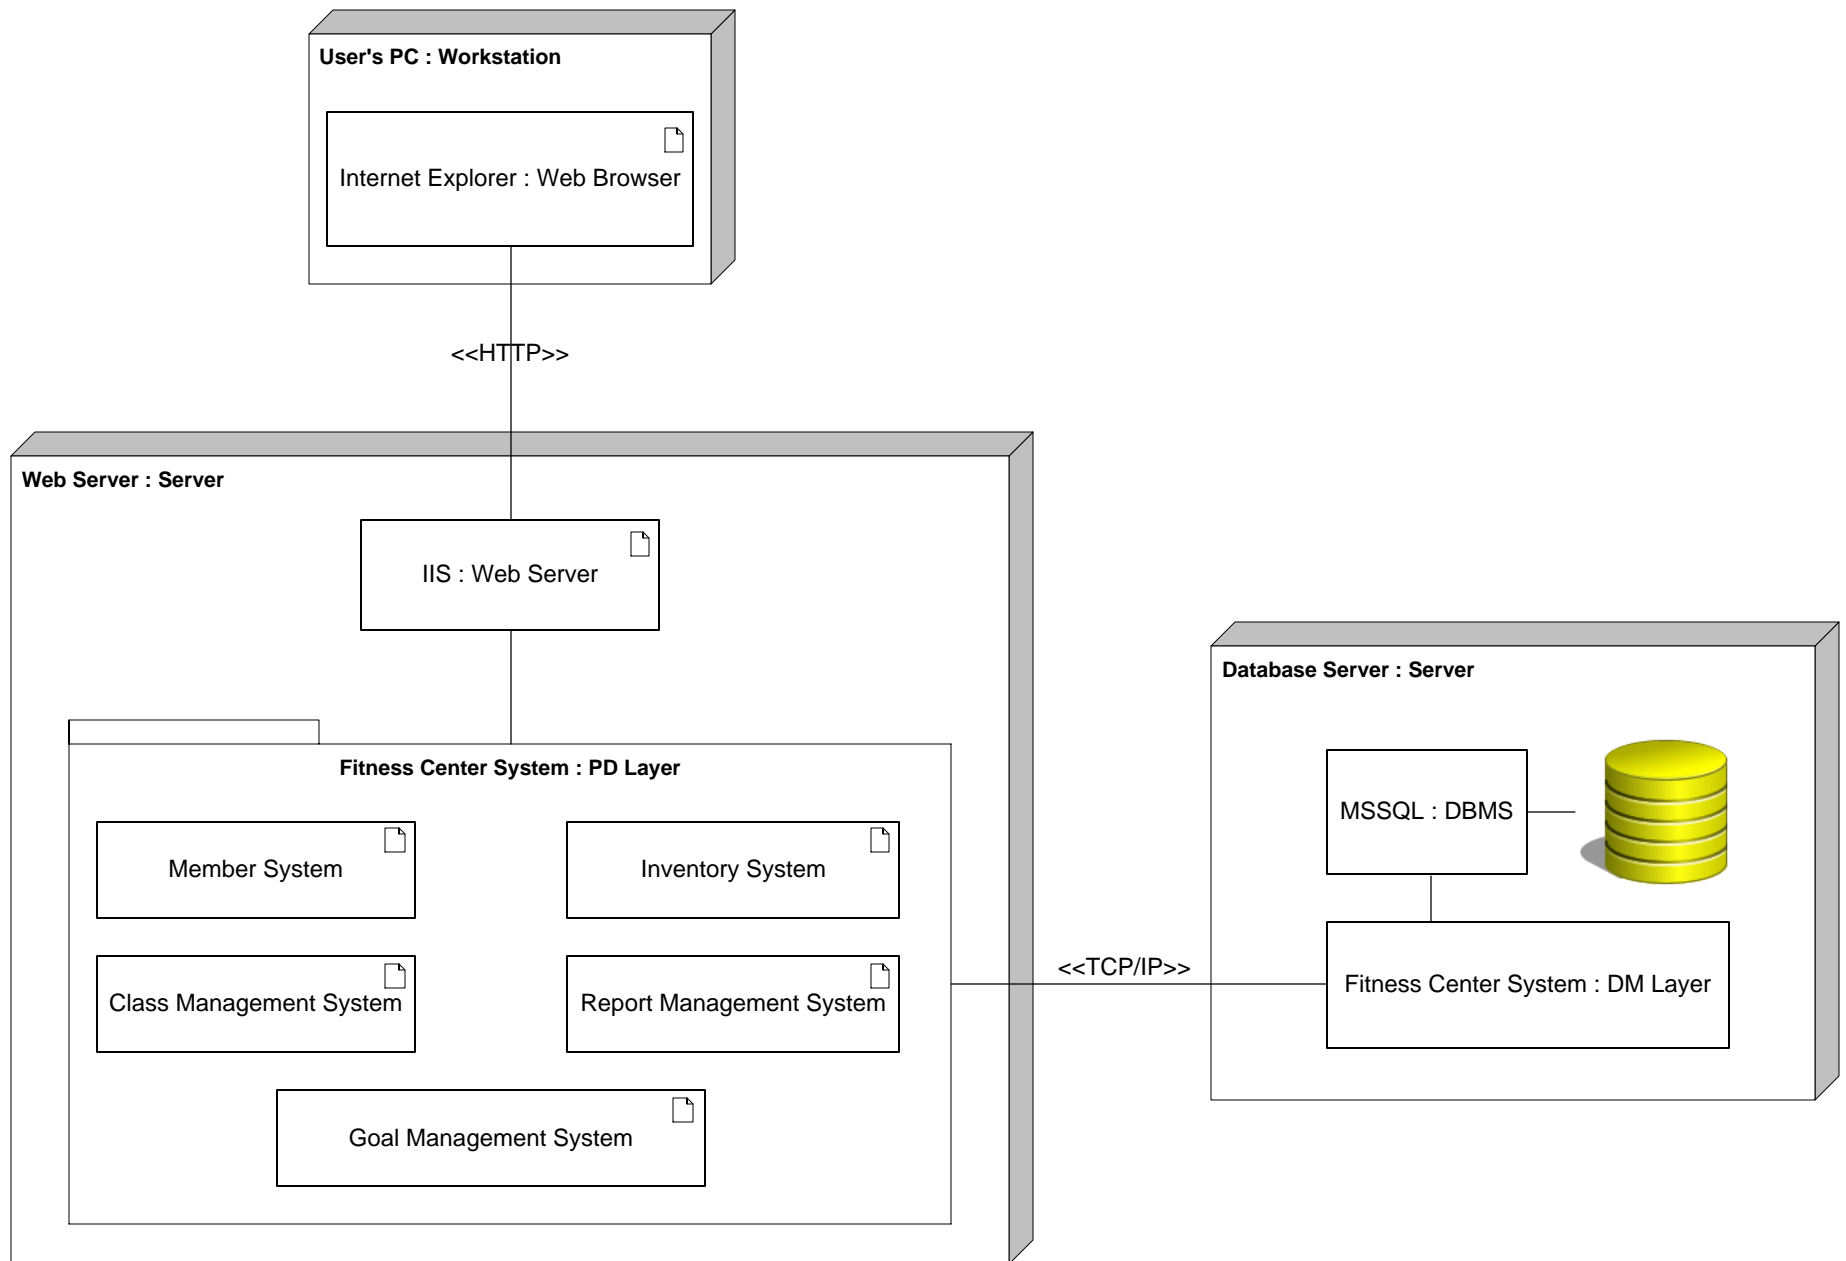 User's PC : Workstation
Internet Explorer : Web Browser
<<HTTP>>
Web Server : Server
IIS : Web Server
Fitness Center System : PD Layer
Member System
Inventory System
Class Management System
Report Management System
Goal Management System
<<TCP/IP>>
Database Server : Server
MSSQL : DBMS
Fitness Center System : DM Layer